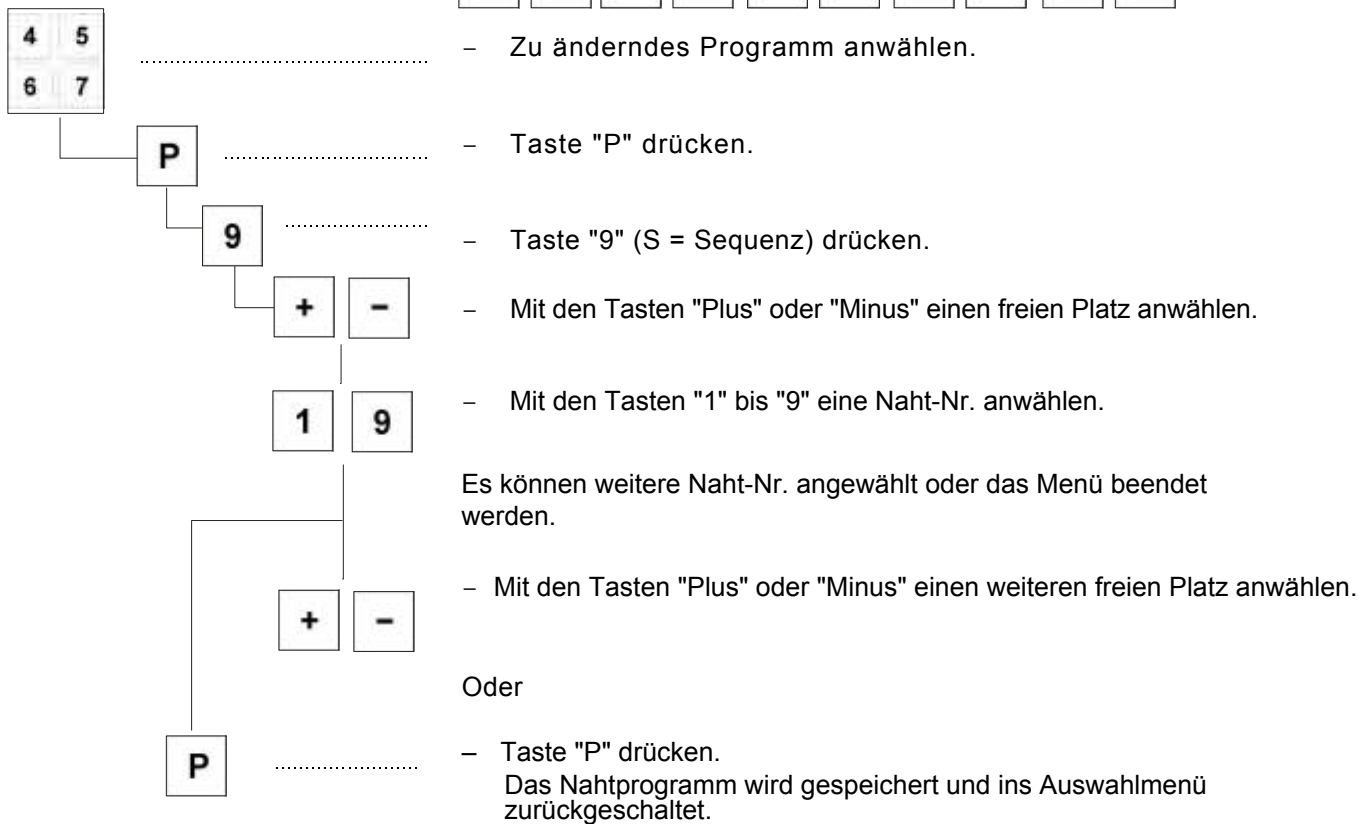 4 5
6 7
– Zu änderndes Programm anwählen.
P
– Taste "P" drücken.
9
– Taste "9" (S = Sequenz) drücken.
+ −
– Mit den Tasten "Plus" oder "Minus" einen freien Platz anwählen.
1 9
– Mit den Tasten "1" bis "9" eine Naht-Nr. anwählen.
Es können weitere Naht-Nr. angewählt oder das Menü beendet
werden.
+ −
– Mit den Tasten "Plus" oder "Minus" einen weiteren freien Platz anwählen.
Oder
P
– Taste "P" drücken.
Das Nahtprogramm wird gespeichert und ins Auswahlmenü
zurückgeschaltet.